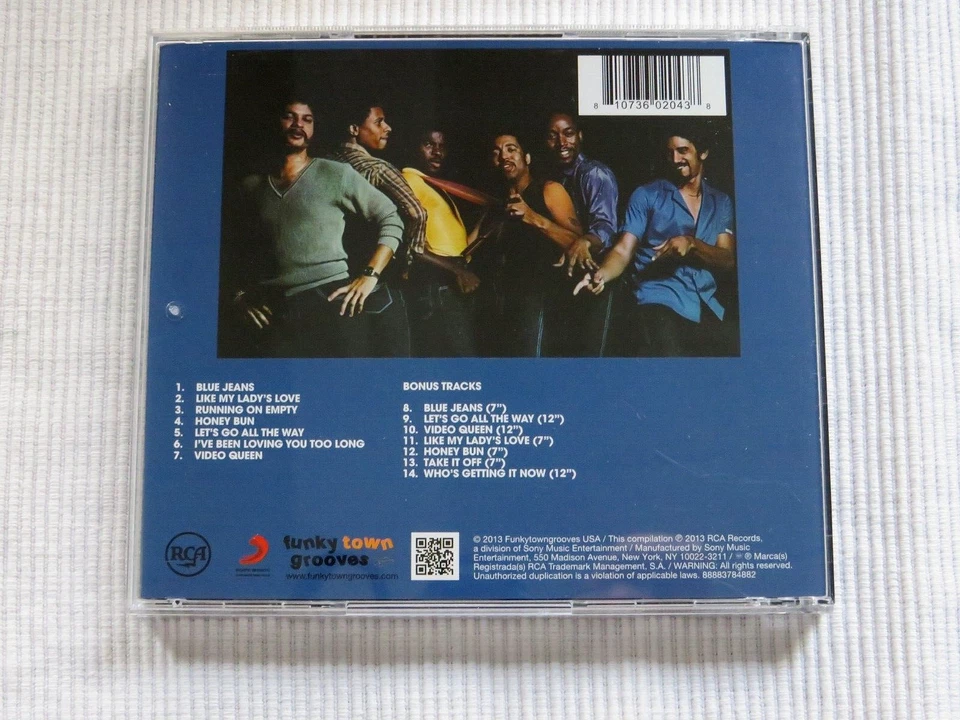 8 10736 02043 8
1. BLUE JEANS
2. LIKE MY LADY'S LOVE
3. RUNNING ON EMPTY
4. HONEY BUN
5. LET'S GO ALL THE WAY
6. I'VE BEEN LOVING YOU TOO LONG
7. VIDEO QUEEN
BONUS TRACKS
8. BLUE JEANS (7")
9. LET'S GO ALL THE WAY (12")
10. VIDEO QUEEN (12")
11. LIKE MY LADY'S LOVE (7")
12. HONEY BUN (7")
13. TAKE IT OFF (7")
14. WHO'S GETTING IT NOW (12")
RCA
funky town
grooves
www.funkytowngrooves.com
© 2013 Funkytowngrooves USA / This compilation ℗ 2013 RCA Records,
a division of Sony Music Entertainment / Manufactured by Sony Music
Entertainment, 550 Madison Avenue, New York, NY 10022-3211 / ® Marca(s)
Registrada(s) RCA Trademark Management, S.A. / WARNING: All rights reserved.
Unauthorized duplication is a violation of applicable laws. 88883784882